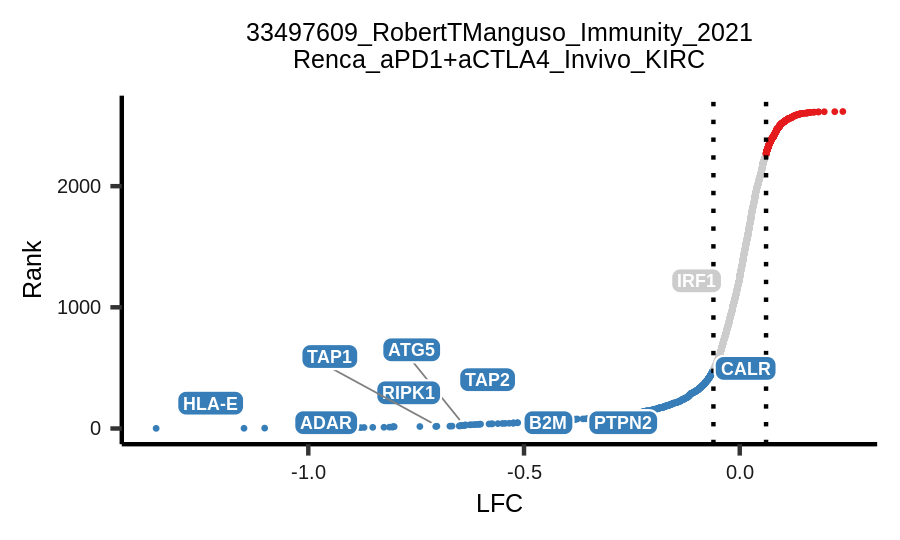 33497609_RobertTManguso_Immunity_2021
Renca_aPD1+aCTLA4_Invivo_KIRC
Rank
2000
1000
0
IRF1
TAP1
ATG5
CALR
TAP2
RIPK1
HLA-E
ADAR
B2M
PTPN2
-1.0
-0.5
0.0
LFC